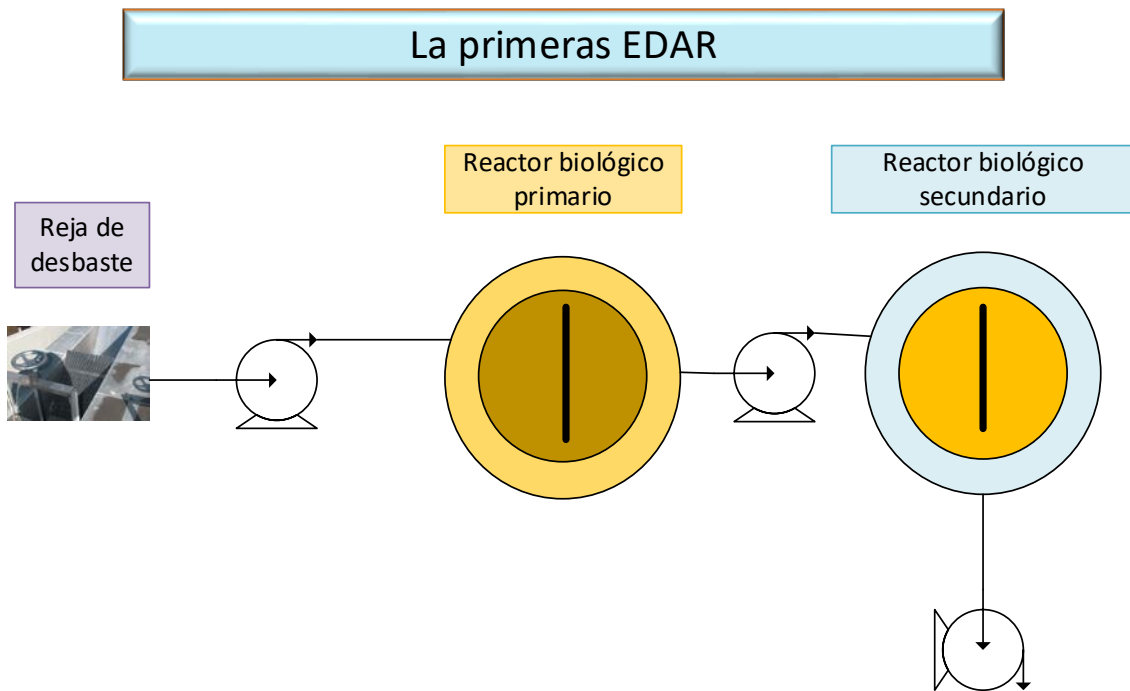 La primeras EDAR
Reactor biológico
primario
Reactor biológico
secundario
Reja de
desbaste